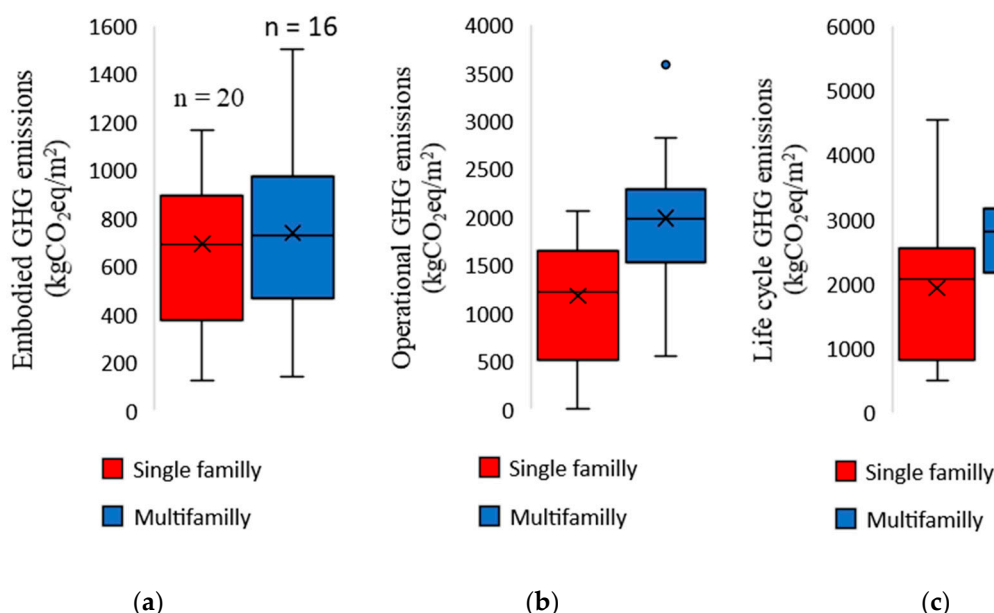 Embodied GHG emissions
(kgCO₂eq/m²)
1600
1400
1200
1000
800
600
400
200
0
n = 20
n = 16
Single familly
Multifamilly
(a)
Operational GHG emissions
(kgCO₂eq/m²)
4000
3500
3000
2500
2000
1500
1000
500
0
Single familly
Multifamilly
(b)
Life cycle GHG emissions
(kgCO₂eq/m²)
6000
5000
4000
3000
2000
1000
0
Single familly
Multifamilly
(c)